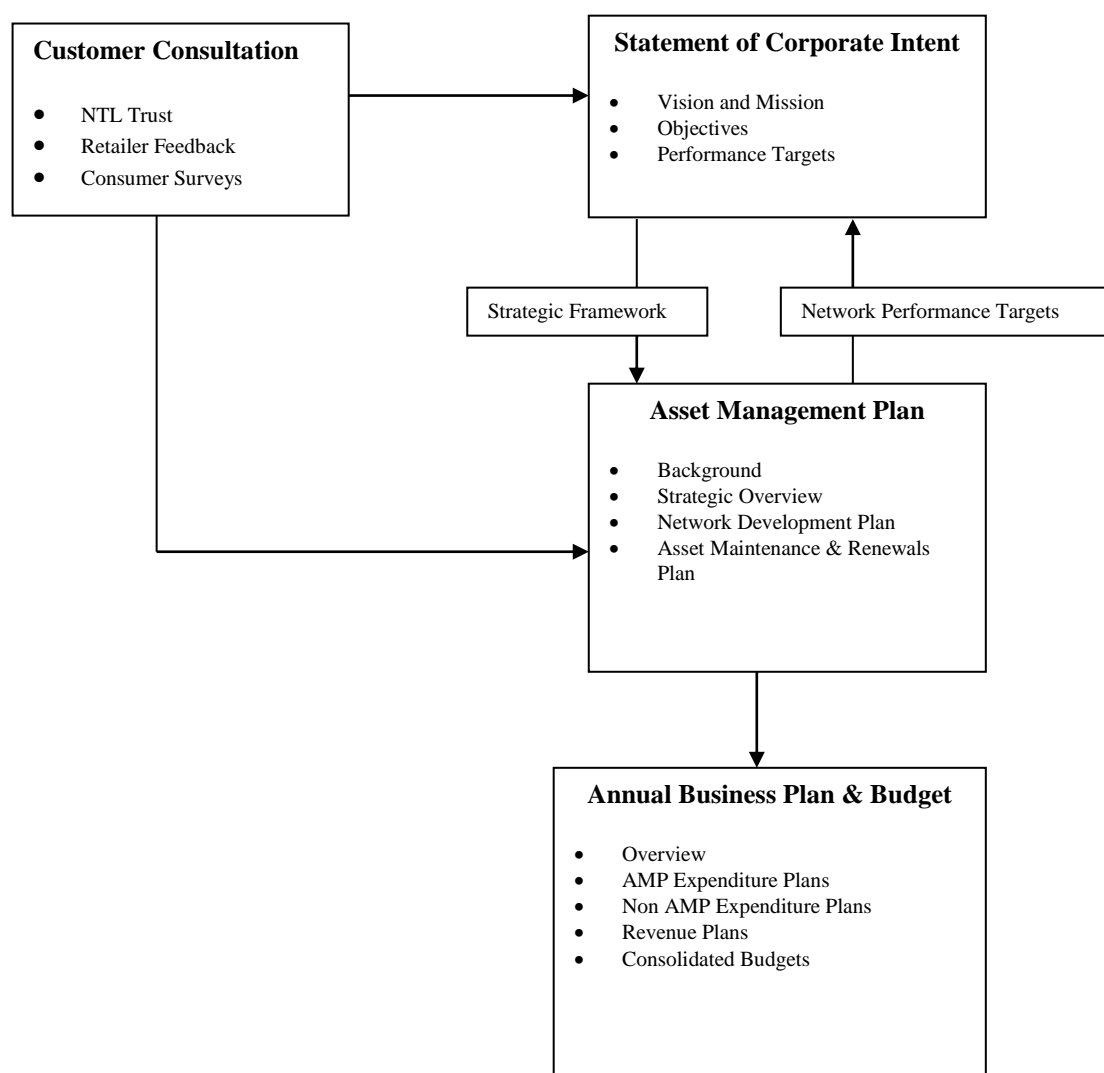 Customer Consultation
• NTL Trust
• Retailer Feedback
• Consumer Surveys
Statement of Corporate Intent
• Vision and Mission
• Objectives
• Performance Targets
Strategic Framework
Network Performance Targets
Asset Management Plan
• Background
• Strategic Overview
• Network Development Plan
• Asset Maintenance & Renewals
Plan
Annual Business Plan & Budget
• Overview
• AMP Expenditure Plans
• Non AMP Expenditure Plans
• Revenue Plans
• Consolidated Budgets